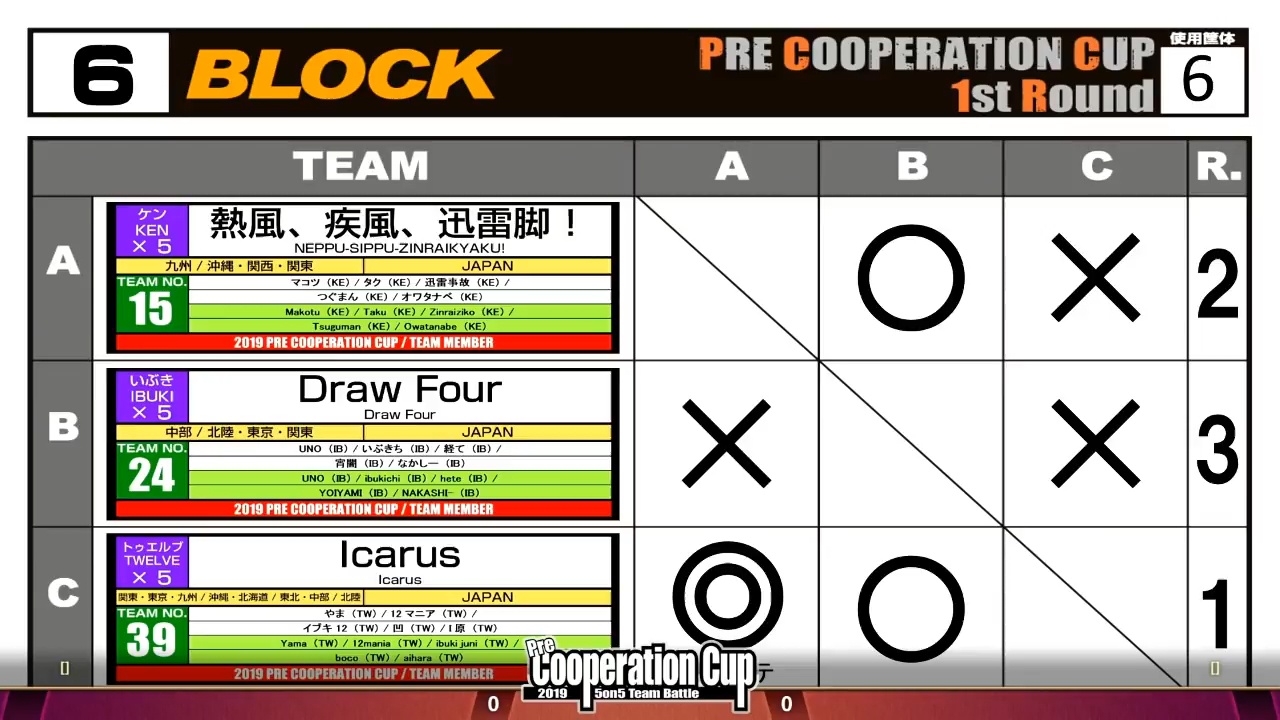 6 BLOCK
PRE COOPERATION CUP
1st Round
使用筐体
6
TEAM A B C R.
A
ケン
KEN
× 5
熱風、疾風、迅雷脚！
NEPPU-SIPPU-ZINRAIKYAKU!
九州 / 沖縄・関西・関東 JAPAN
TEAM NO.
15
マコツ（KE）/ タク（KE）/ 迅雷事故（KE）/
つぐまん（KE）/ オワタナベ（KE）
Makotu（KE）/ Taku（KE）/ Zinraiziko（KE）/
Tsuguman（KE）/ Owatanabe（KE）
2019 PRE COOPERATION CUP / TEAM MEMBER
○ × 2
B
いぶき
IBUKI
× 5
Draw Four
Draw Four
中部 / 北陸・東京・関東 JAPAN
TEAM NO.
24
UNO（IB）/ いぶきち（IB）/ 経て（IB）/
宵闇（IB）/ なかしー（IB）
UNO（IB）/ ibukichi（IB）/ hete（IB）/
YOIYAMI（IB）/ NAKASHI-（IB）
2019 PRE COOPERATION CUP / TEAM MEMBER
× × 3
C
トゥエルブ
TWELVE
× 5
Icarus
Icarus
関東・東京・九州 / 沖縄・北海道 / 東北・中部 / 北陸 JAPAN
TEAM NO.
39
やま（TW）/ 12 マニア（TW）/
イブキ 12（TW）/ 凹（TW）/ I 原（TW）
Yama（TW）/ 12mania（TW）/ ibuki juni（TW）/
boco（TW）/ aihara（TW）
2019 PRE COOPERATION CUP / TEAM MEMBER
◎ ○ 1
Pre
Cooperation Cup
2019 5on5 Team Battle
0 0